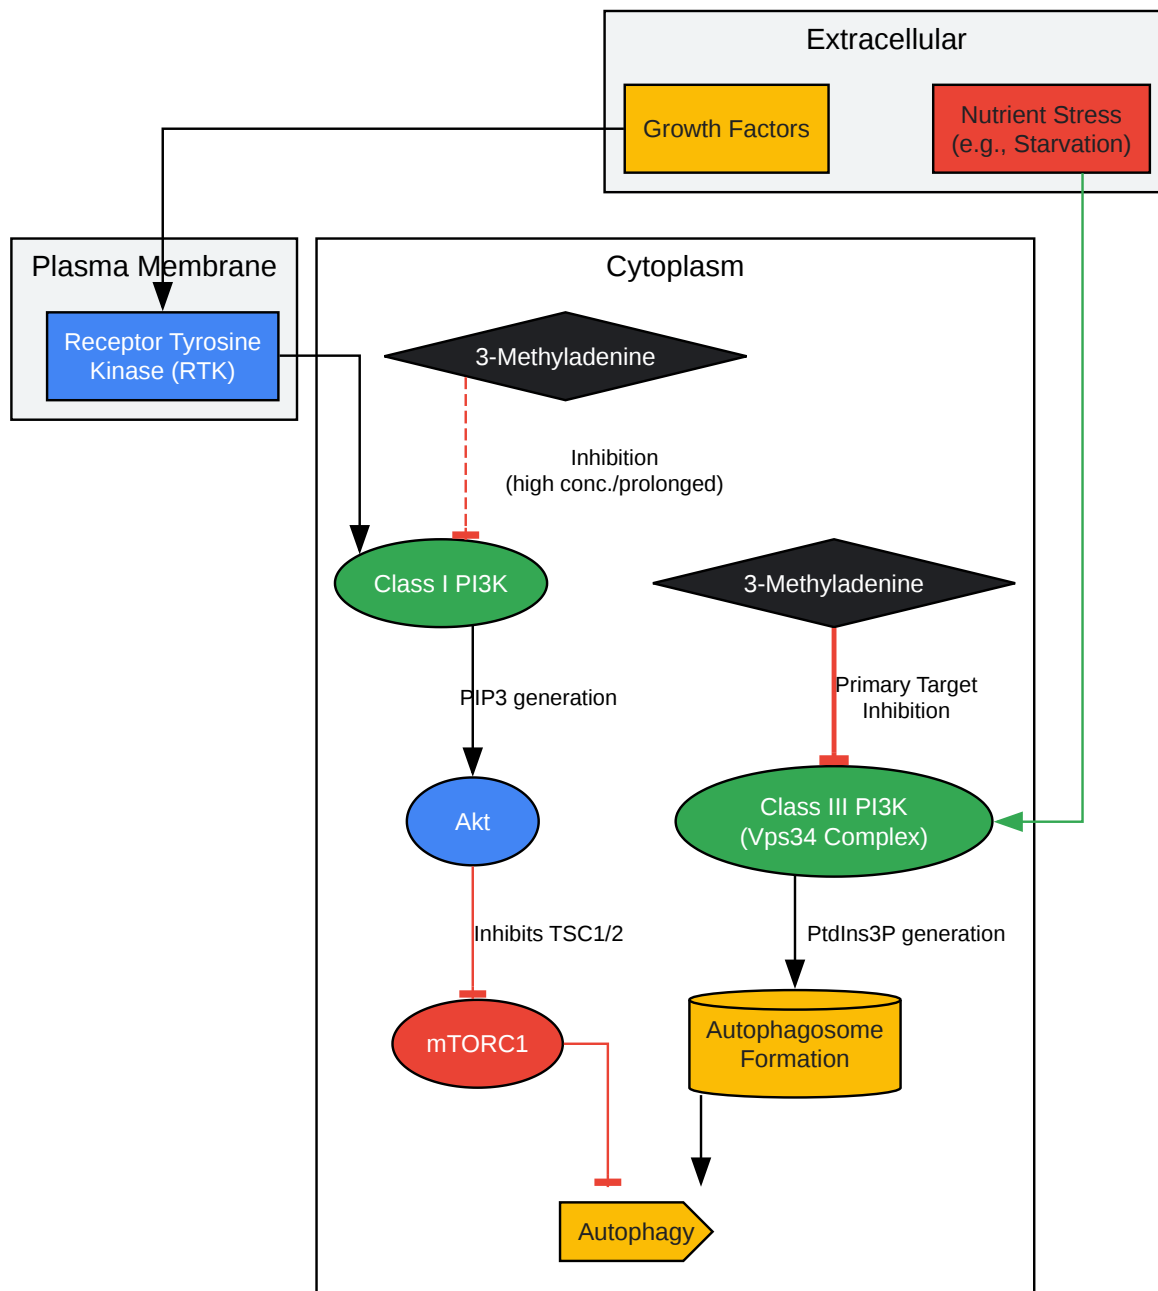 Extracellular
Growth Factors
Nutrient Stress
(e.g., Starvation)
Plasma Membrane
Receptor Tyrosine
Kinase (RTK)
Cytoplasm
3-Methyladenine
Inhibition
(high conc./prolonged)
Class I PI3K
3-Methyladenine
PIP3 generation
Primary Target
Inhibition
Akt
Class III PI3K
(Vps34 Complex)
Inhibits TSC1/2
PtdIns3P generation
mTORC1
Autophagosome
Formation
Autophagy